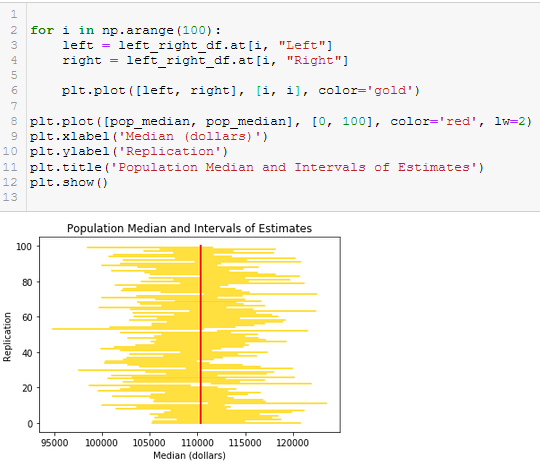 1
2 for i in np.arange(100):
3     left = left_right_df.at[i, "Left"]
4     right = left_right_df.at[i, "Right"]
5
6     plt.plot([left, right], [i, i], color='gold')
7
8 plt.plot([pop_median, pop_median], [0, 100], color='red', lw=2)
9 plt.xlabel('Median (dollars)')
10 plt.ylabel('Replication')
11 plt.title('Population Median and Intervals of Estimates')
12 plt.show()
13
Population Median and Intervals of Estimates
100
80
60
40
20
0
Replication
95000 100000 105000 110000 115000 120000
Median (dollars)